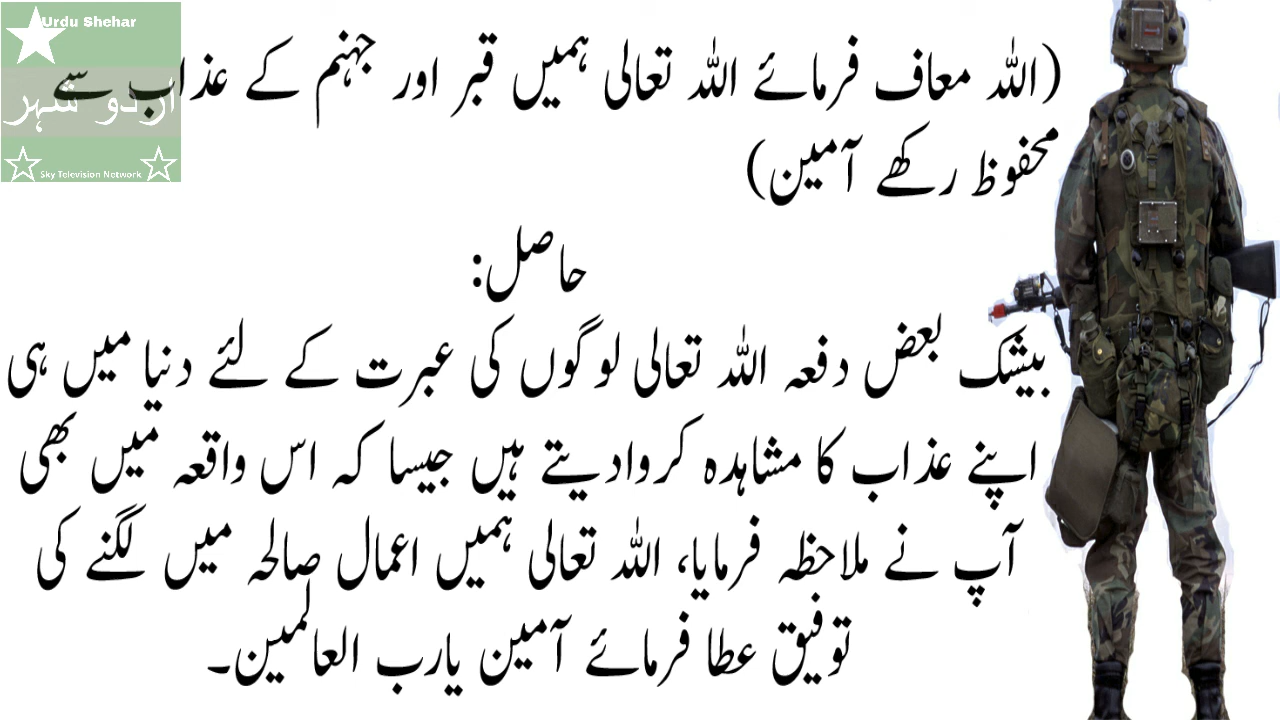 Urdu Shehar
اردو شہر
Sky Television Network
(اللہ معاف فرمائے اللہ تعالی ہمیں قبر اور جہنم کے عذاب سے
محفوظ رکھے آمین)
حاصل:
بیشک بعض دفعہ اللہ تعالی لوگوں کی عبرت کے لئے دنیا میں ہی
اپنے عذاب کا مشاہدہ کروادیتے ہیں جیسا کہ اس واقعہ میں بھی
آپ نے ملاحظہ فرمایا، اللہ تعالی ہمیں اعمال صالحہ میں لگنے کی
توفیق عطا فرمائے آمین یارب العالمین۔